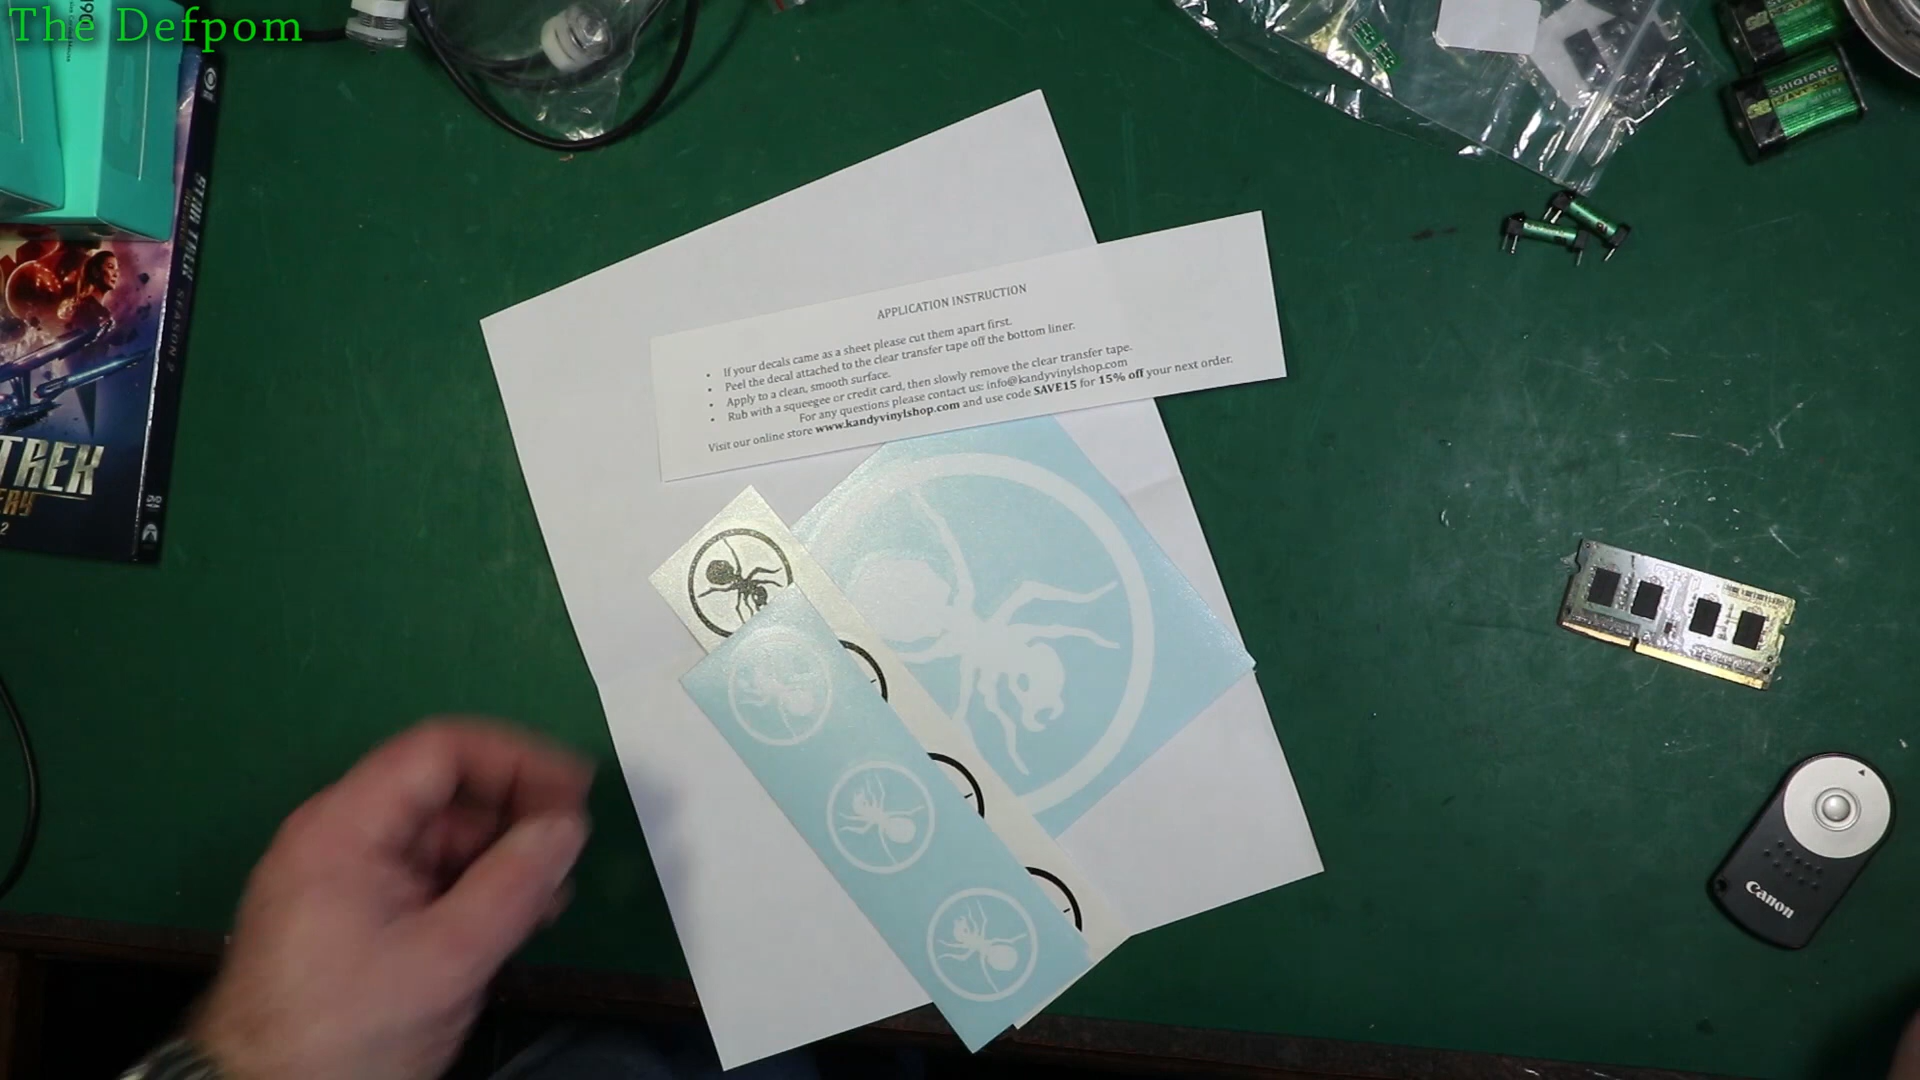 The Defpom
APPLICATION INSTRUCTION
• If your decals came as a sheet please cut them apart first.
• Peel the decal attached to the clear transfer tape off the bottom liner.
• Apply to a clean, smooth surface.
• Rub with a squeegee or credit card, then slowly remove the clear transfer tape.
For any questions please contact us: info@kandyvinylshop.com
Visit our online store www.kandyvinylshop.com and use code SAVE15 for 15% off your next order.
STAR TREK
SEASON 2
TREK
2
DVD
SHIQIANG
Canon